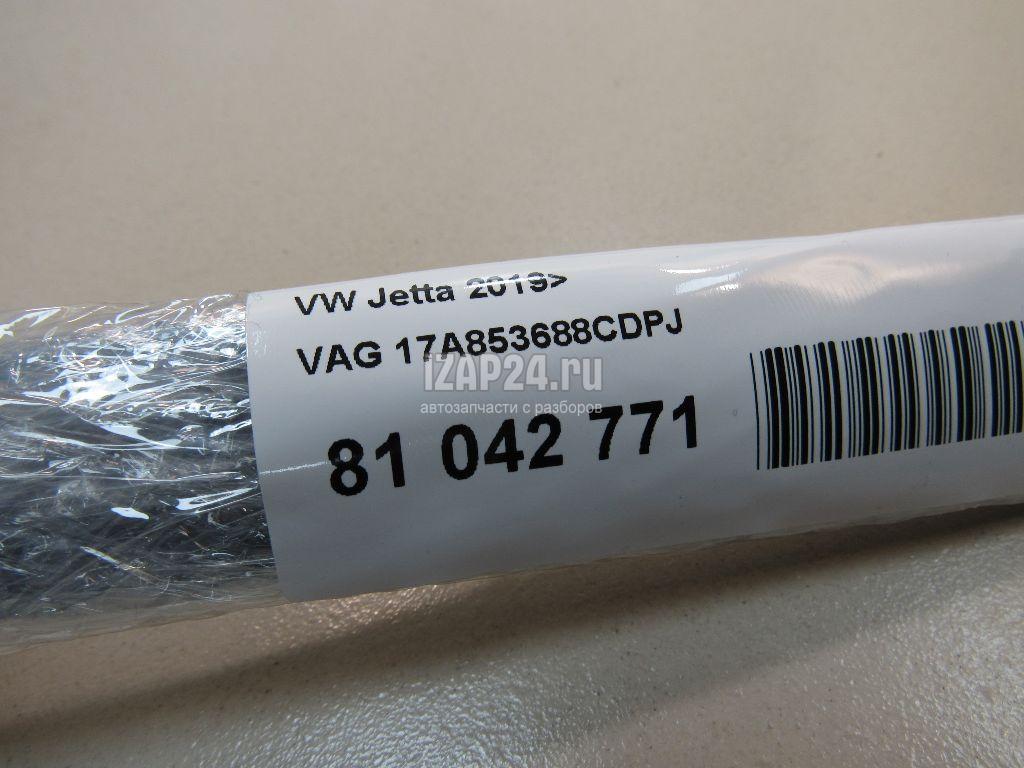 VW Jetta 2019>
VAG 17A853688CDPJ
IZAP24.ru
автозапчасти с разборов
81 042 771